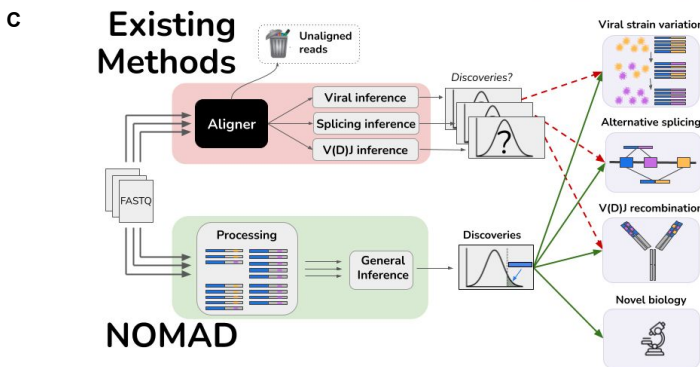 C
Existing
Methods
Unaligned
reads
Aligner
Viral inference
Splicing inference
V(D)J inference
Discoveries?
?
FASTQ
Processing
General
Inference
Discoveries
NOMAD
Viral strain variation
Alternative splicing
V(D)J recombination
Novel biology